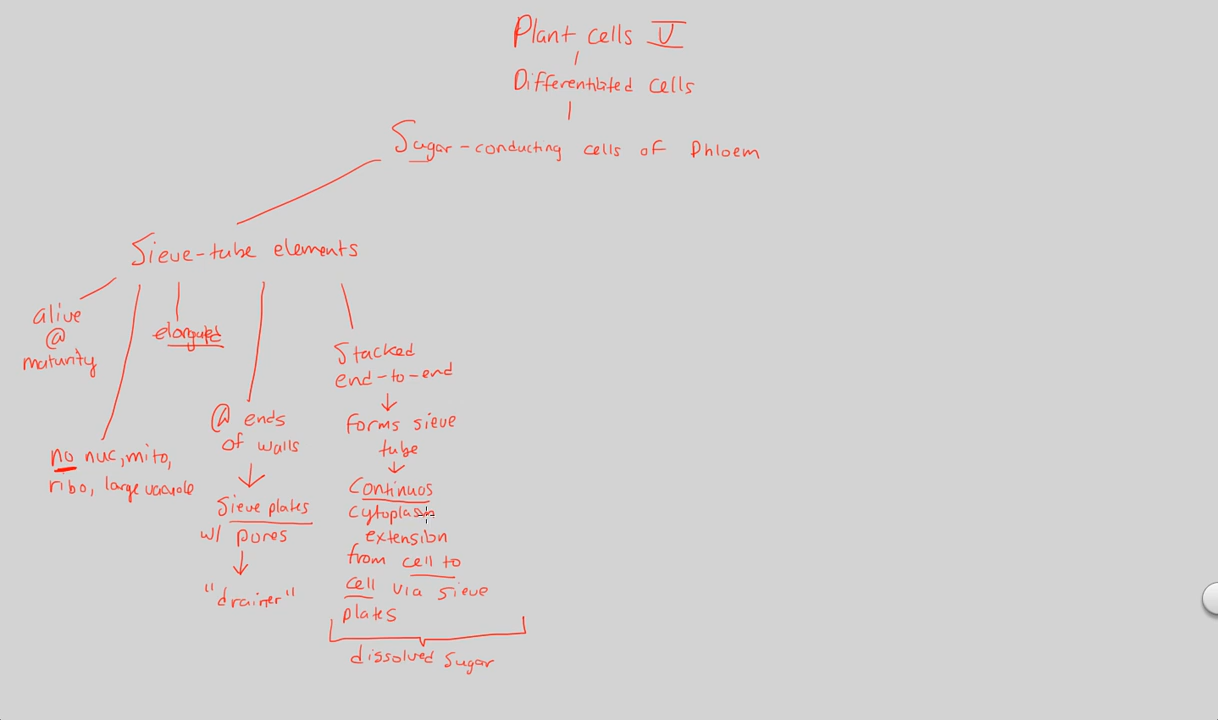 Plant cells V
Differentiated cells
Sugar-conducting cells of Phloem
Sieve-tube elements
alive
@
maturity
no nuc, mito,
ribo, large vacuole
elongated
@ ends
of walls
Sieve plates
w/ pores
"drainer"
Stacked
end-to-end
forms sieve
tube
Continuos
cytoplasm
extension
from cell to
cell via sieve
plates
dissolved sugar